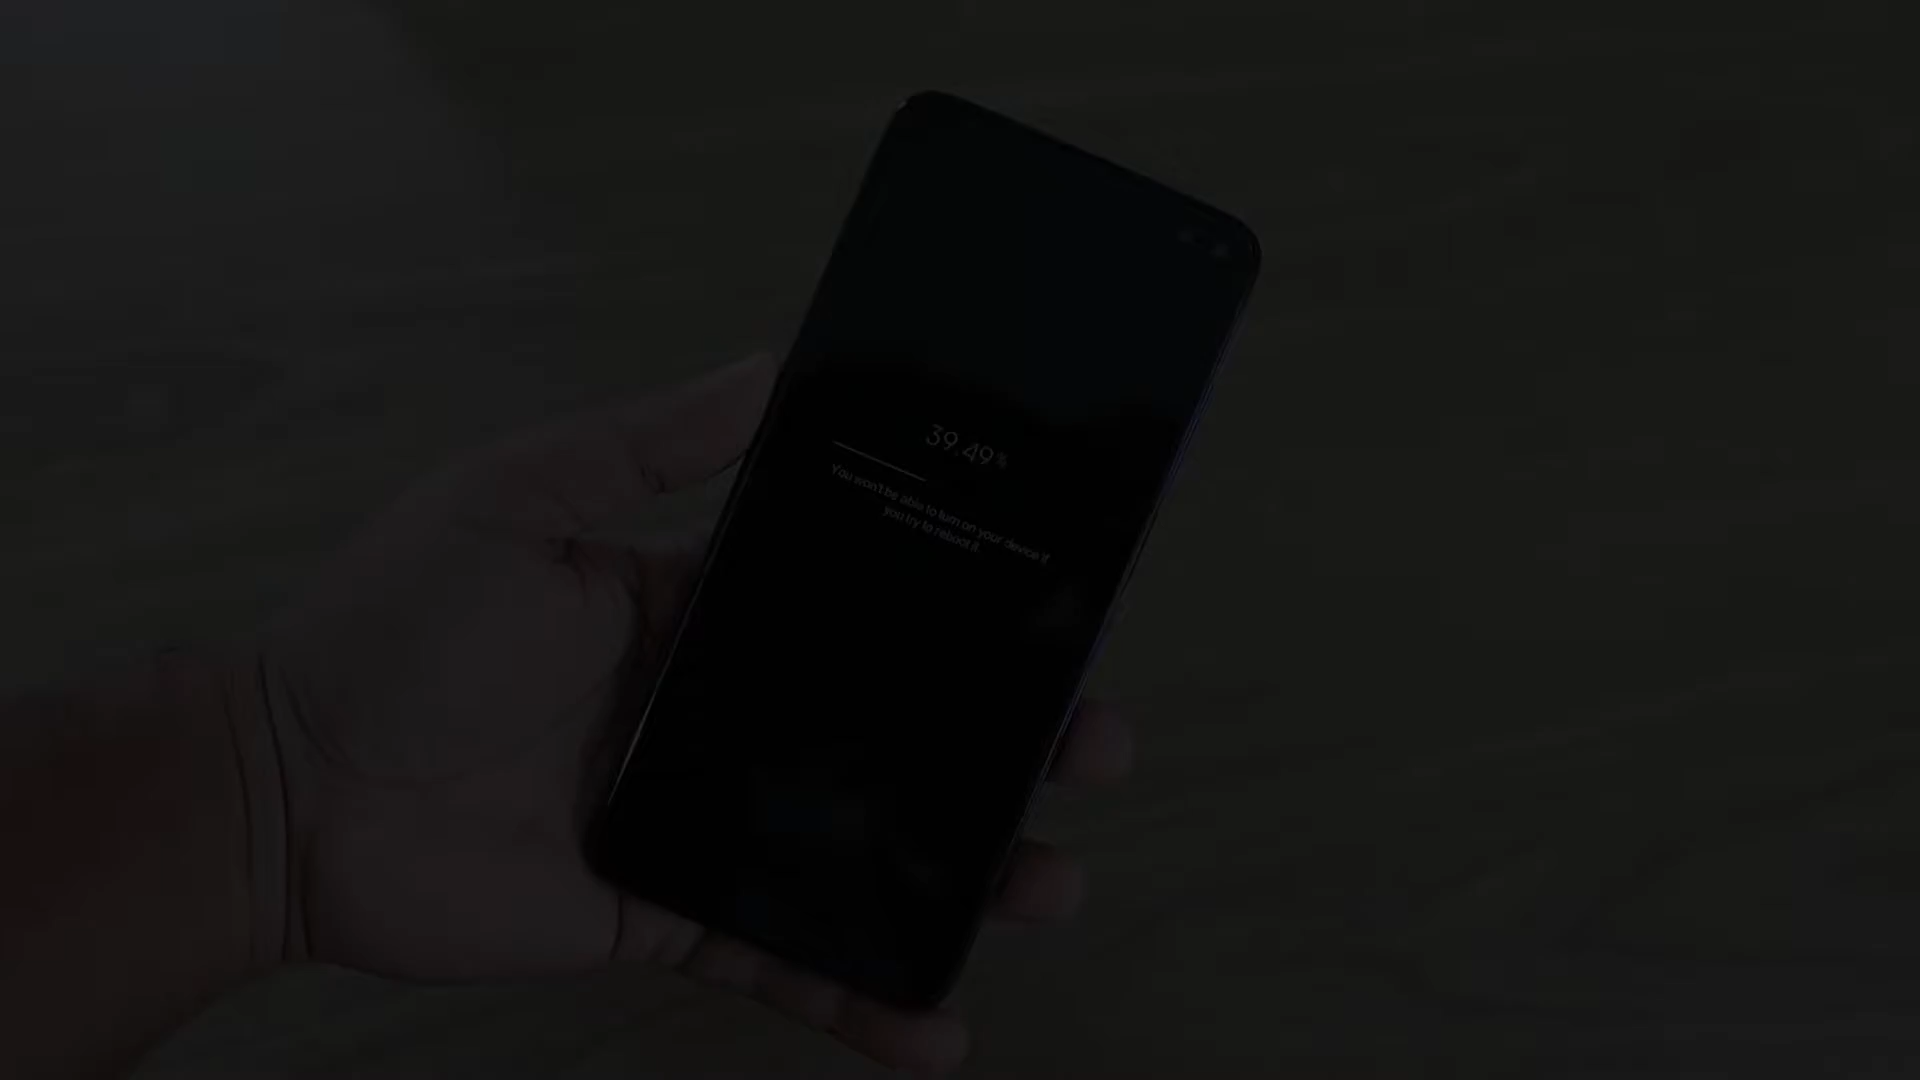 39.49%
You won't be able to turn on your device if
you try to reboot it.